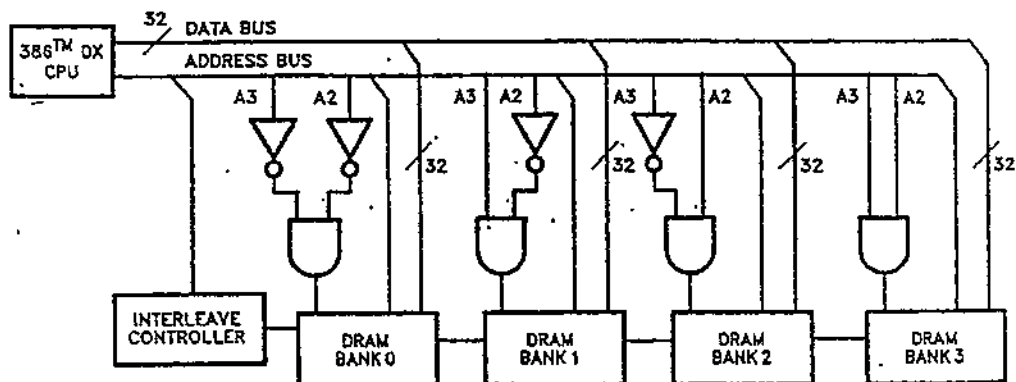 32
DATA BUS
386™ DX
CPU
ADDRESS BUS
A3
A2
A3
A2
A3
A2
A3
A2
32
32
32
32
INTERLEAVE
CONTROLLER
DRAM
BANK 0
DRAM
BANK 1
DRAM
BANK 2
DRAM
BANK 3